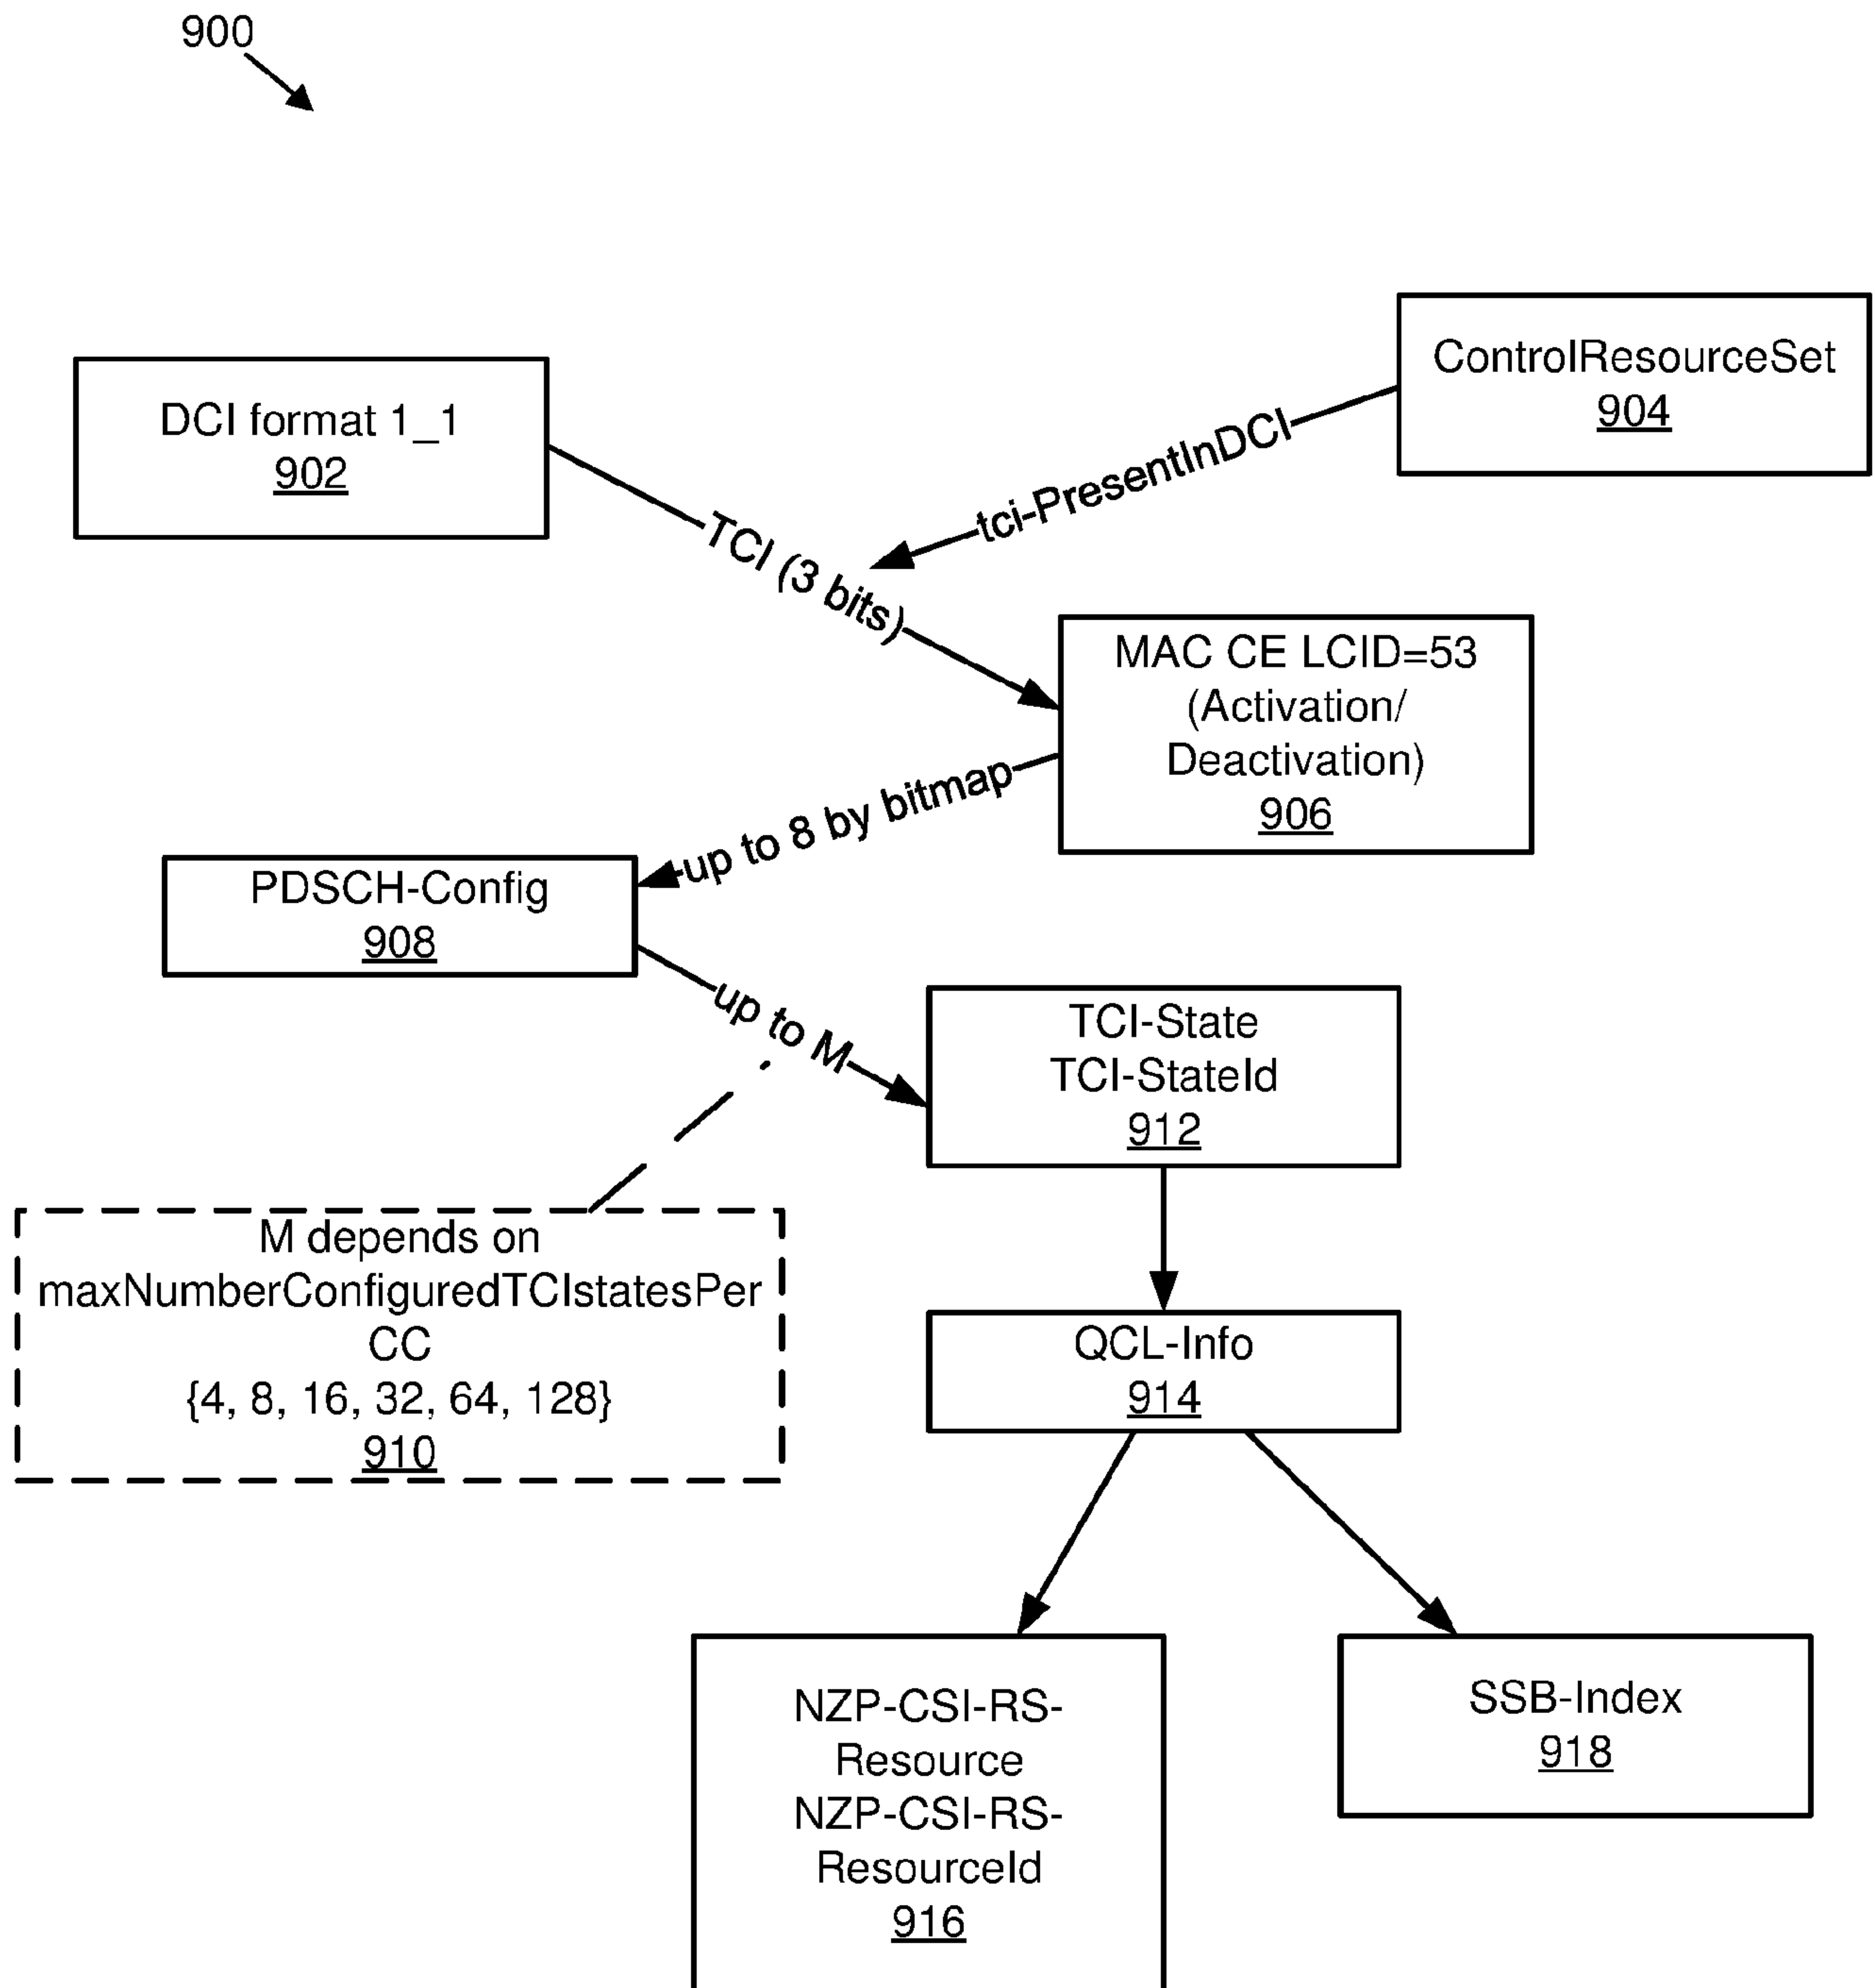 900
ControlResourceSet
904
DCI format 1_1
902
tci-PresentInDCI
TCI (3 bits)
MAC CE LCID=53
(Activation/
Deactivation)
906
up to 8 by bitmap
PDSCH-Config
908
up to M
TCI-State
TCI-StateId
912
M depends on
maxNumberConfiguredTCIstatesPer
CC
{4, 8, 16, 32, 64, 128}
910
QCL-Info
914
NZP-CSI-RS-
Resource
NZP-CSI-RS-
ResourceId
916
SSB-Index
918